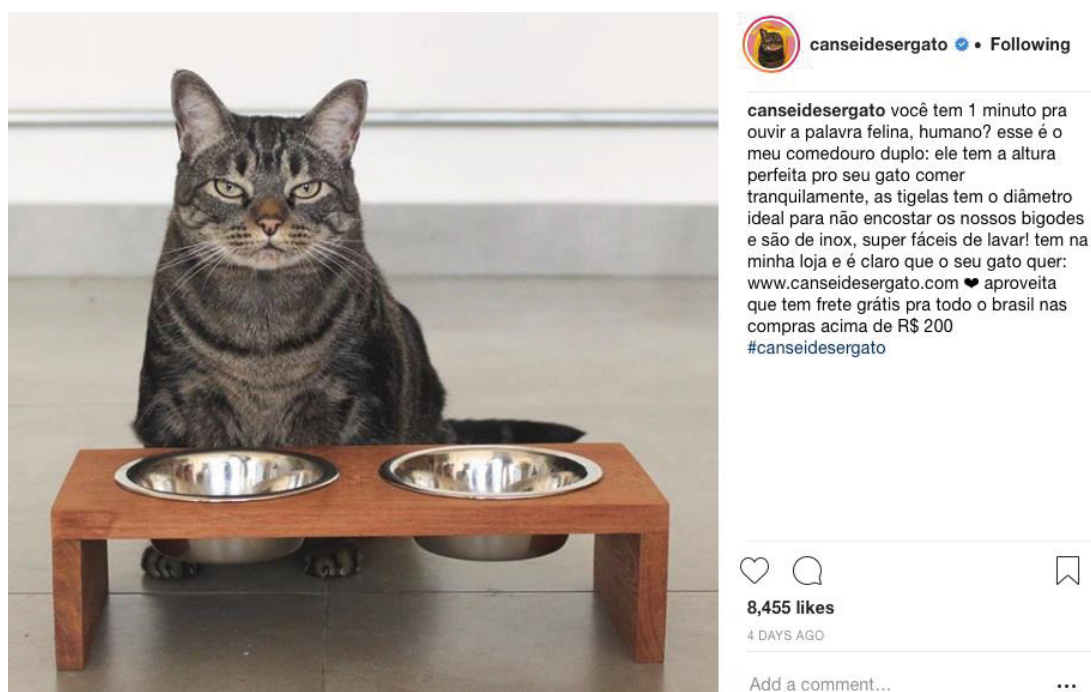 canseidesergato • Following
canseidesergato você tem 1 minuto pra
ouvir a palavra felina, humano? esse é o
meu comedouro duplo: ele tem a altura
perfeita pro seu gato comer
tranquilamente, as tigelas tem o diâmetro
ideal para não encostar os nossos bigodes
e são de inox, super fáceis de lavar! tem na
minha loja e é claro que o seu gato quer:
www.canseidesergato.com ❤ aproveita
que tem frete grátis pra todo o brasil nas
compras acima de R$ 200
#canseidesergato
8,455 likes
4 DAYS AGO
Add a comment...